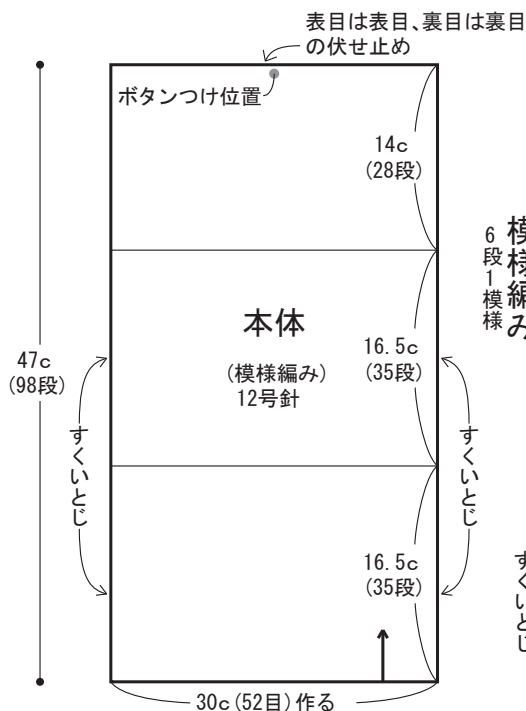 表目は表目、裏目は裏目
の伏せ止め
ボタンつけ位置
14c
(28段)
模様編み
6段1模様
本体
(模様編み)
12号針
47c
(98段)
16.5c
(35段)
すくいとじ
すくいとじ
16.5c
(35段)
すくいとじ
30c(52目)作る